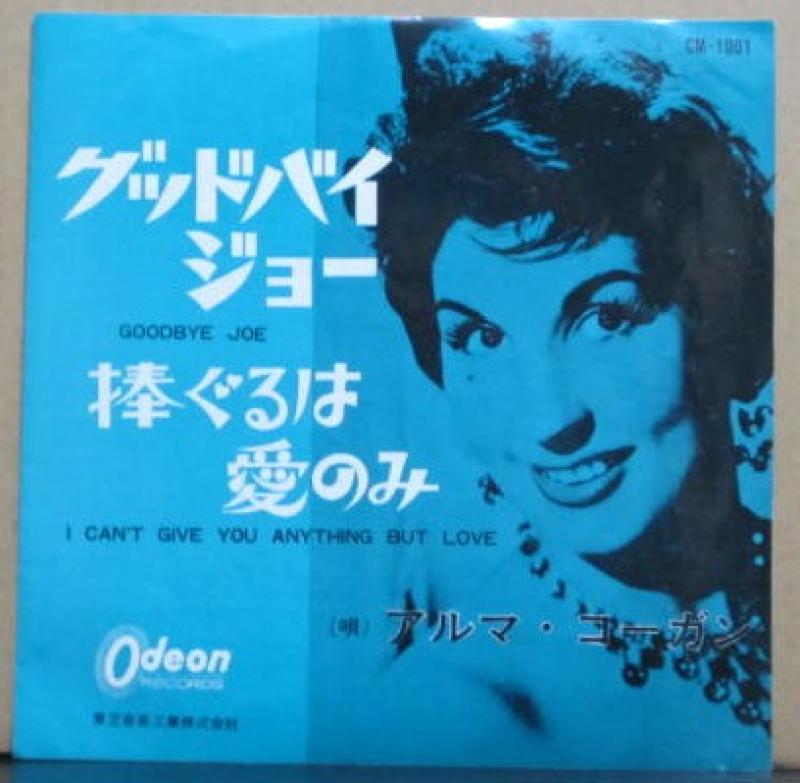 CM-1001
グッドバイ
ジョー
GOODBYE JOE
捧ぐるは
愛のみ
I CAN'T GIVE YOU ANYTHING BUT LOVE
(唄) アルマ・コーガン
Odeon
RECORDS
東芝音楽工業株式会社